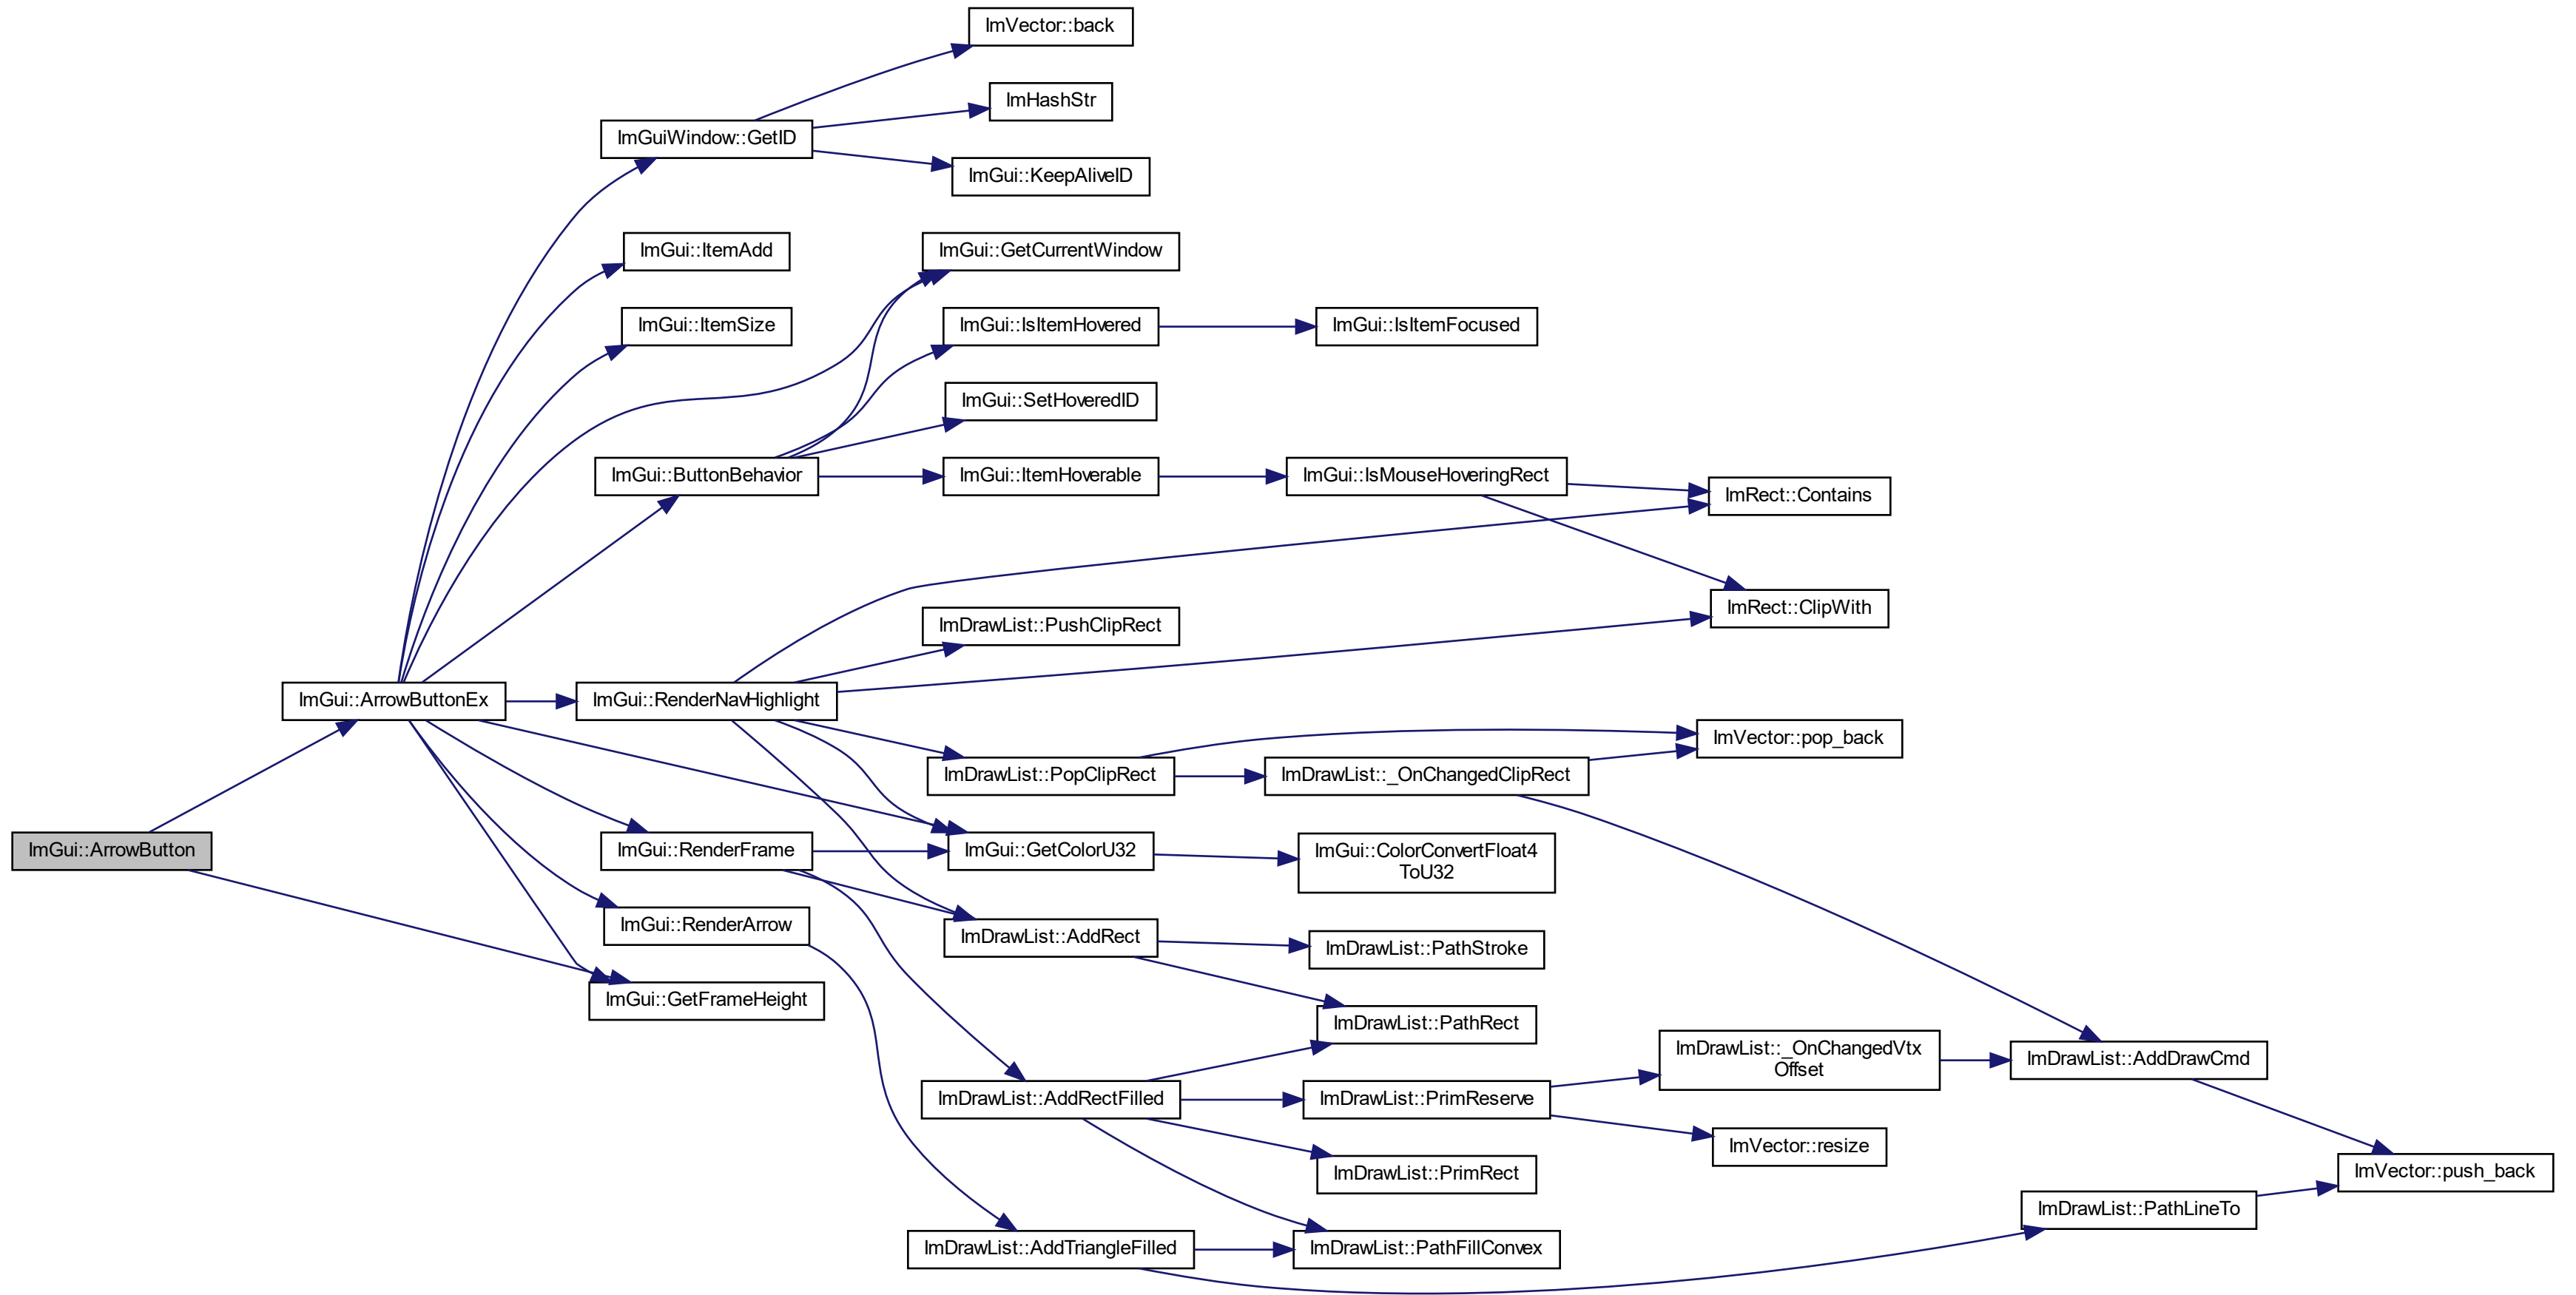 ImVector::back
ImHashStr
ImGuiWindow::GetID
ImGui::KeepAliveID
ImGui::ItemAdd
ImGui::GetCurrentWindow
ImGui::ItemSize
ImGui::IsItemHovered
ImGui::IsItemFocused
ImGui::SetHoveredID
ImGui::ButtonBehavior
ImGui::ItemHoverable
ImGui::IsMouseHoveringRect
ImRect::Contains
ImRect::ClipWith
ImDrawList::PushClipRect
ImGui::ArrowButtonEx
ImGui::RenderNavHighlight
ImVector::pop_back
ImDrawList::PopClipRect
ImDrawList::_OnChangedClipRect
ImGui::ArrowButton
ImGui::RenderFrame
ImGui::GetColorU32
ImGui::ColorConvertFloat4
ToU32
ImGui::RenderArrow
ImDrawList::AddRect
ImDrawList::PathStroke
ImGui::GetFrameHeight
ImDrawList::PathRect
ImDrawList::_OnChangedVtx
Offset
ImDrawList::AddDrawCmd
ImDrawList::AddRectFilled
ImDrawList::PrimReserve
ImVector::resize
ImDrawList::PrimRect
ImVector::push_back
ImDrawList::PathLineTo
ImDrawList::AddTriangleFilled
ImDrawList::PathFillConvex